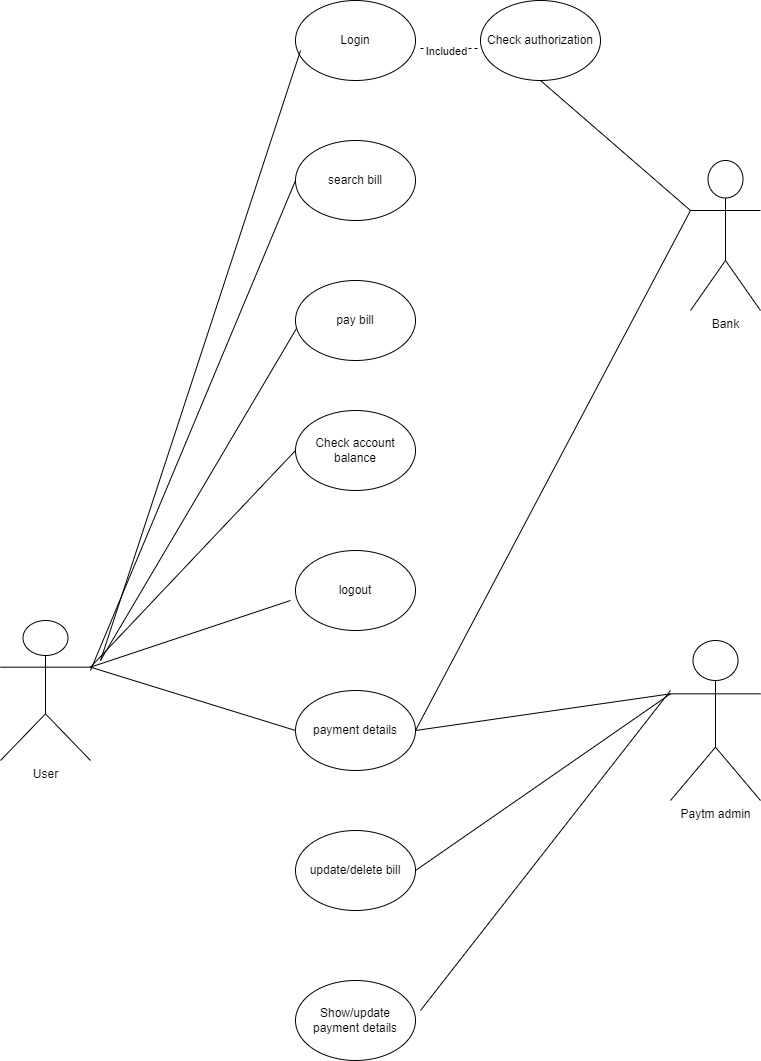 Login
Included
Check authorization
search bill
pay bill
Bank
Check account
balance
logout
payment details
User
Paytm admin
update/delete bill
Show/update
payment details